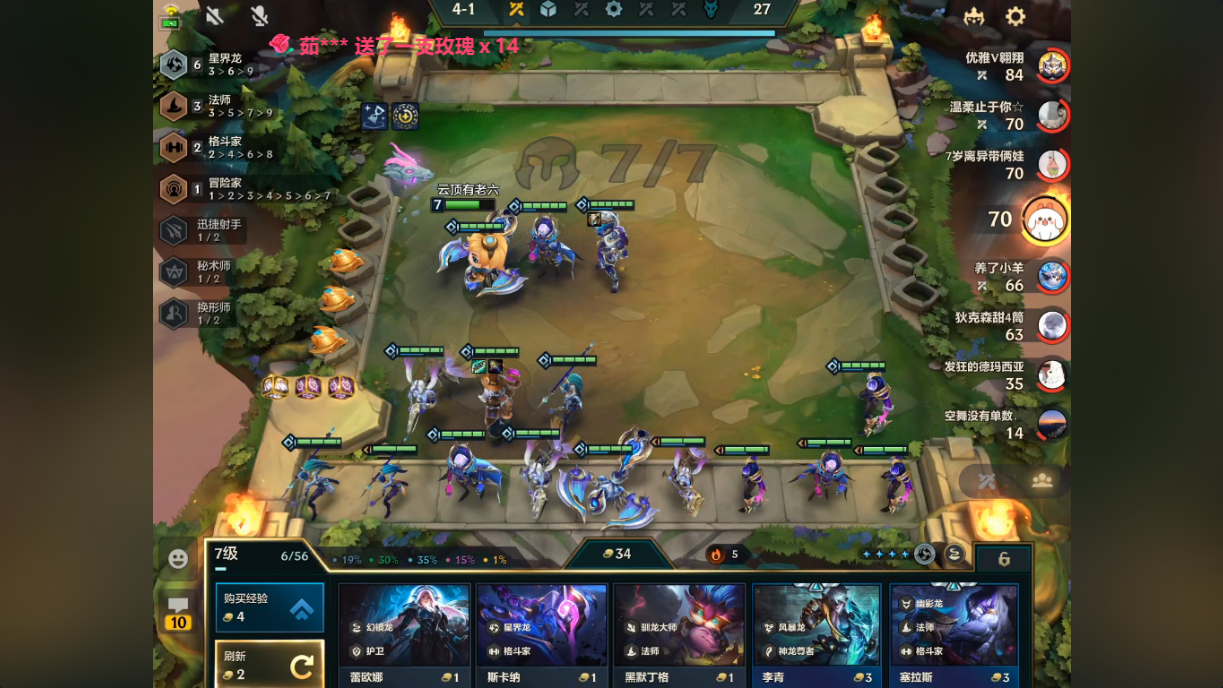 4-1
27
茹*** 送了一支玫瑰 x 14
6 星界龙
3 > 6 > 9
3 法师
3 > 5 > 7 > 9
2 格斗家
2 > 4 > 6 > 8
1 冒险家
1 > 2 > 3 > 4 > 5 > 6 > 7
迅捷射手
1 / 2
秘术师
1 / 2
换形师
1 / 2
7/7
云顶有老六
7
优雅V翱翔
84
温柔止于你☆
70
7岁离异带俩娃
70
70
养了小羊
66
狄克森甜4筒
63
发狂的德玛西亚
35
空舞没有单数.
14
7级
6/56
19% 30% 35% 15% 1%
34
5
购买经验
4
刷新
2
10
幻镜龙
护卫
蕾欧娜 1
星界龙
格斗家
斯卡纳 1
驯龙大师
法师
黑默丁格 1
风暴龙
神龙尊者
李青 3
幽影龙
法师
格斗家
塞拉斯 3